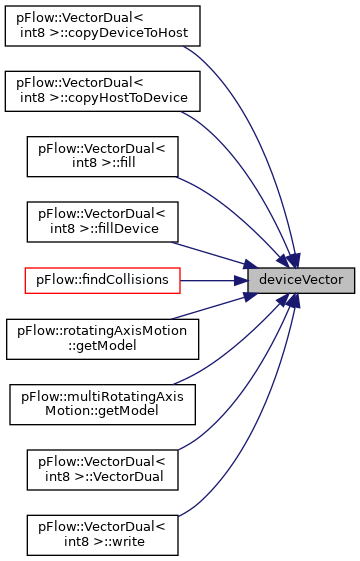 pFlow::VectorDual<
int8 >::copyDeviceToHost
pFlow::VectorDual<
int8 >::copyHostToDevice
pFlow::VectorDual<
int8 >::fill
pFlow::VectorDual<
int8 >::fillDevice
pFlow::findCollisions
deviceVector
pFlow::rotatingAxisMotion
::getModel
pFlow::multiRotatingAxis
Motion::getModel
pFlow::VectorDual<
int8 >::VectorDual
pFlow::VectorDual<
int8 >::write